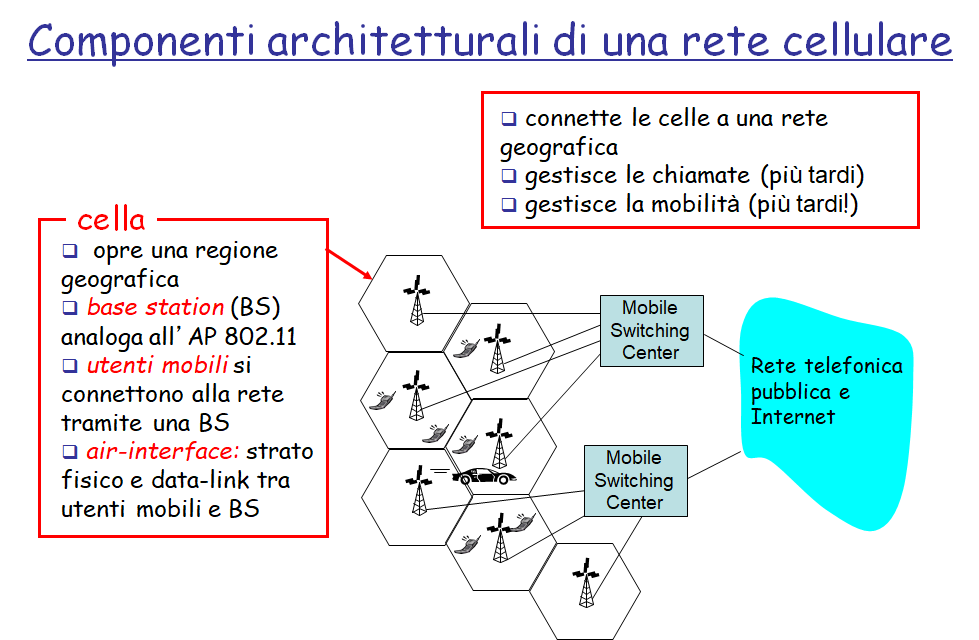 Componenti architetturali di una rete cellulare
❑ connette le celle a una rete
geografica
❑ gestisce le chiamate (più tardi)
❑ gestisce la mobilità (più tardi!)
cella
❑ opre una regione
geografica
❑ base station (BS)
analoga all’ AP 802.11
❑ utenti mobili si
connettono alla rete
tramite una BS
❑ air-interface: strato
fisico e data-link tra
utenti mobili e BS
Mobile
Switching
Center
Rete telefonica
pubblica e
Internet
Mobile
Switching
Center